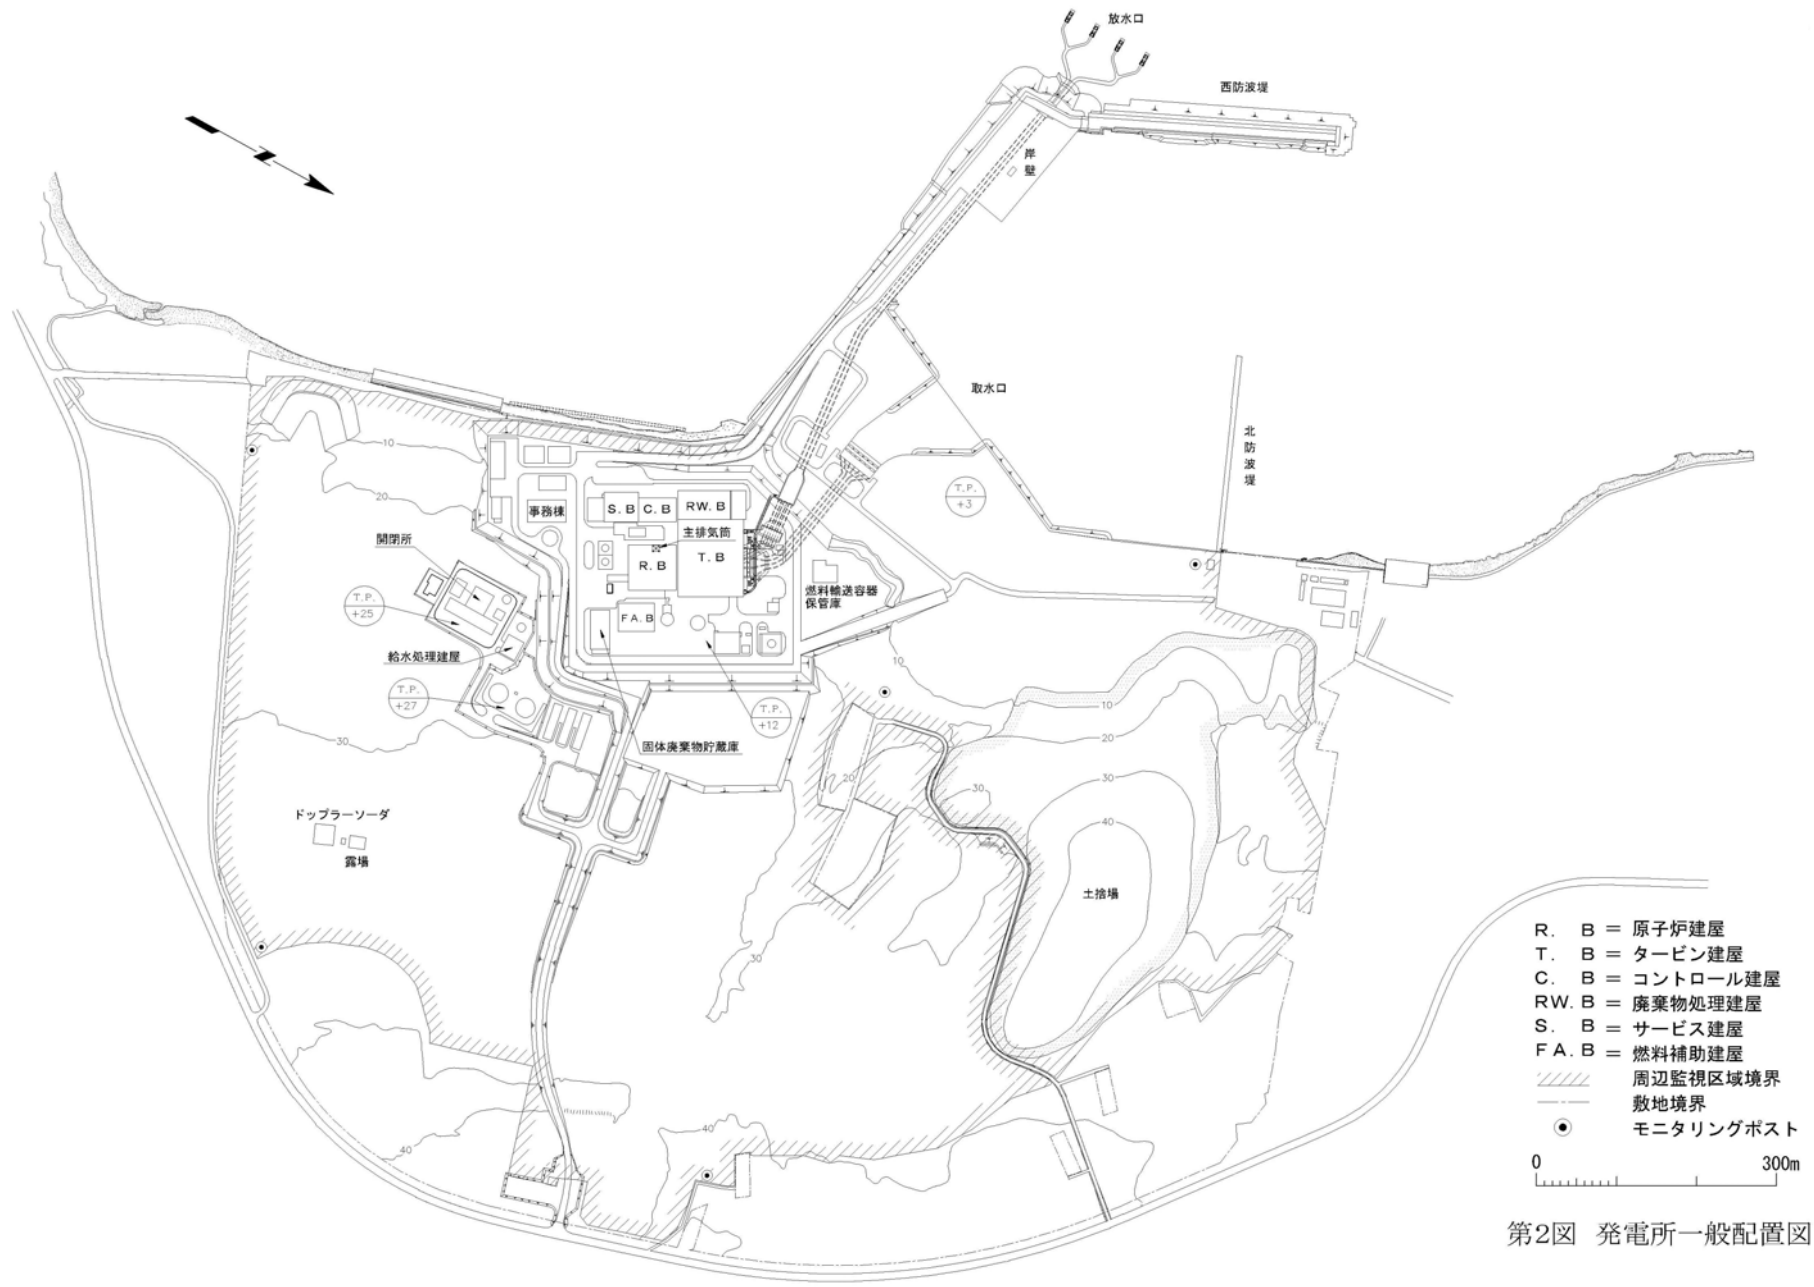 放水口
西防波堤
岸壁
N
取水口
北防波堤
T.P.
+3
10
20
事務棟
S. B
C. B
RW. B
主排気筒
R. B
T. B
開閉所
T.P.
+25
燃料輸送容器
保管庫
FA. B
給水処理建屋
T.P.
+27
T.P.
+12
固体廃棄物貯蔵庫
10
10
20
30
20
30
30
40
ドップラーソーダ
露場
土捨場
30
30
40
40
R. B = 原子炉建屋
T. B = タービン建屋
C. B = コントロール建屋
RW. B = 廃棄物処理建屋
S. B = サービス建屋
FA. B = 燃料補助建屋
周辺監視区域境界
敷地境界
モニタリングポスト
0 300m
第2図 発電所一般配置図